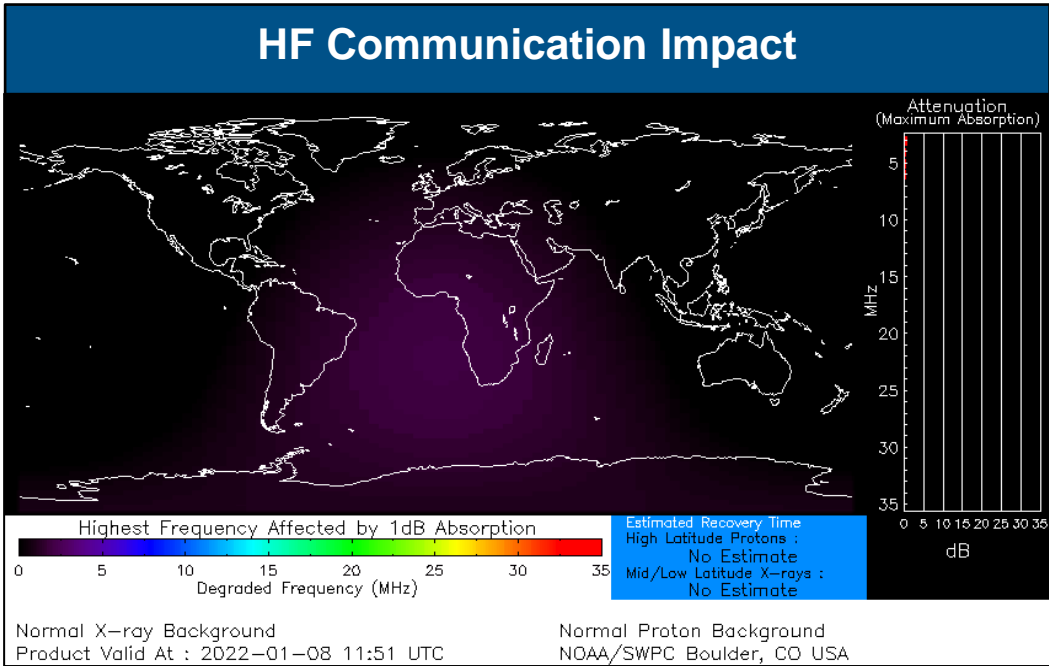 HF Communication Impact
Attenuation
(Maximum Absorption)
5
10
15
20
25
30
35
MHz
0 5 10 15 20 25 30 35
dB
Highest Frequency Affected by 1dB Absorption
0 5 10 15 20 25 30 35
Degraded Frequency (MHz)
Estimated Recovery Time
High Latitude Protons :
No Estimate
Mid/Low Latitude X-rays :
No Estimate
Normal X-ray Background
Product Valid At : 2022-01-08 11:51 UTC
Normal Proton Background
NOAA/SWPC Boulder, CO USA